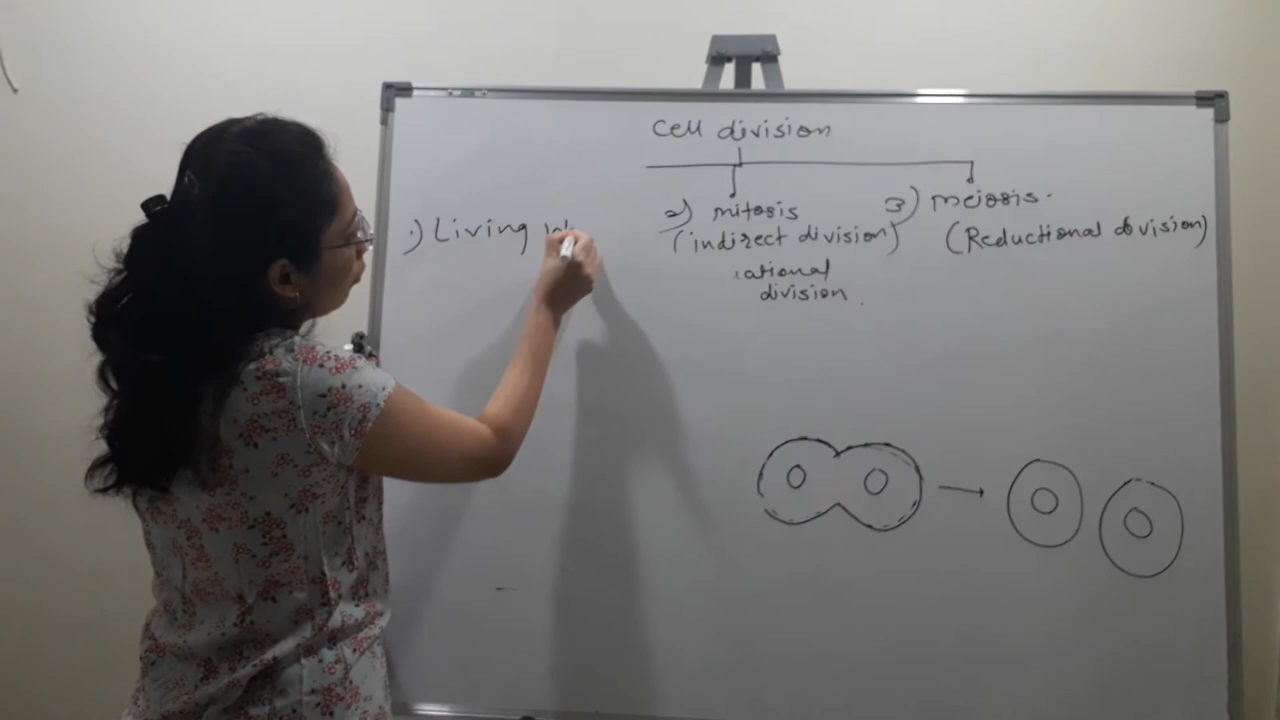 Cell division
·) Living
2) mitosis
(indirect division)
ational
division.
3) meiosis.
(Reductional division)